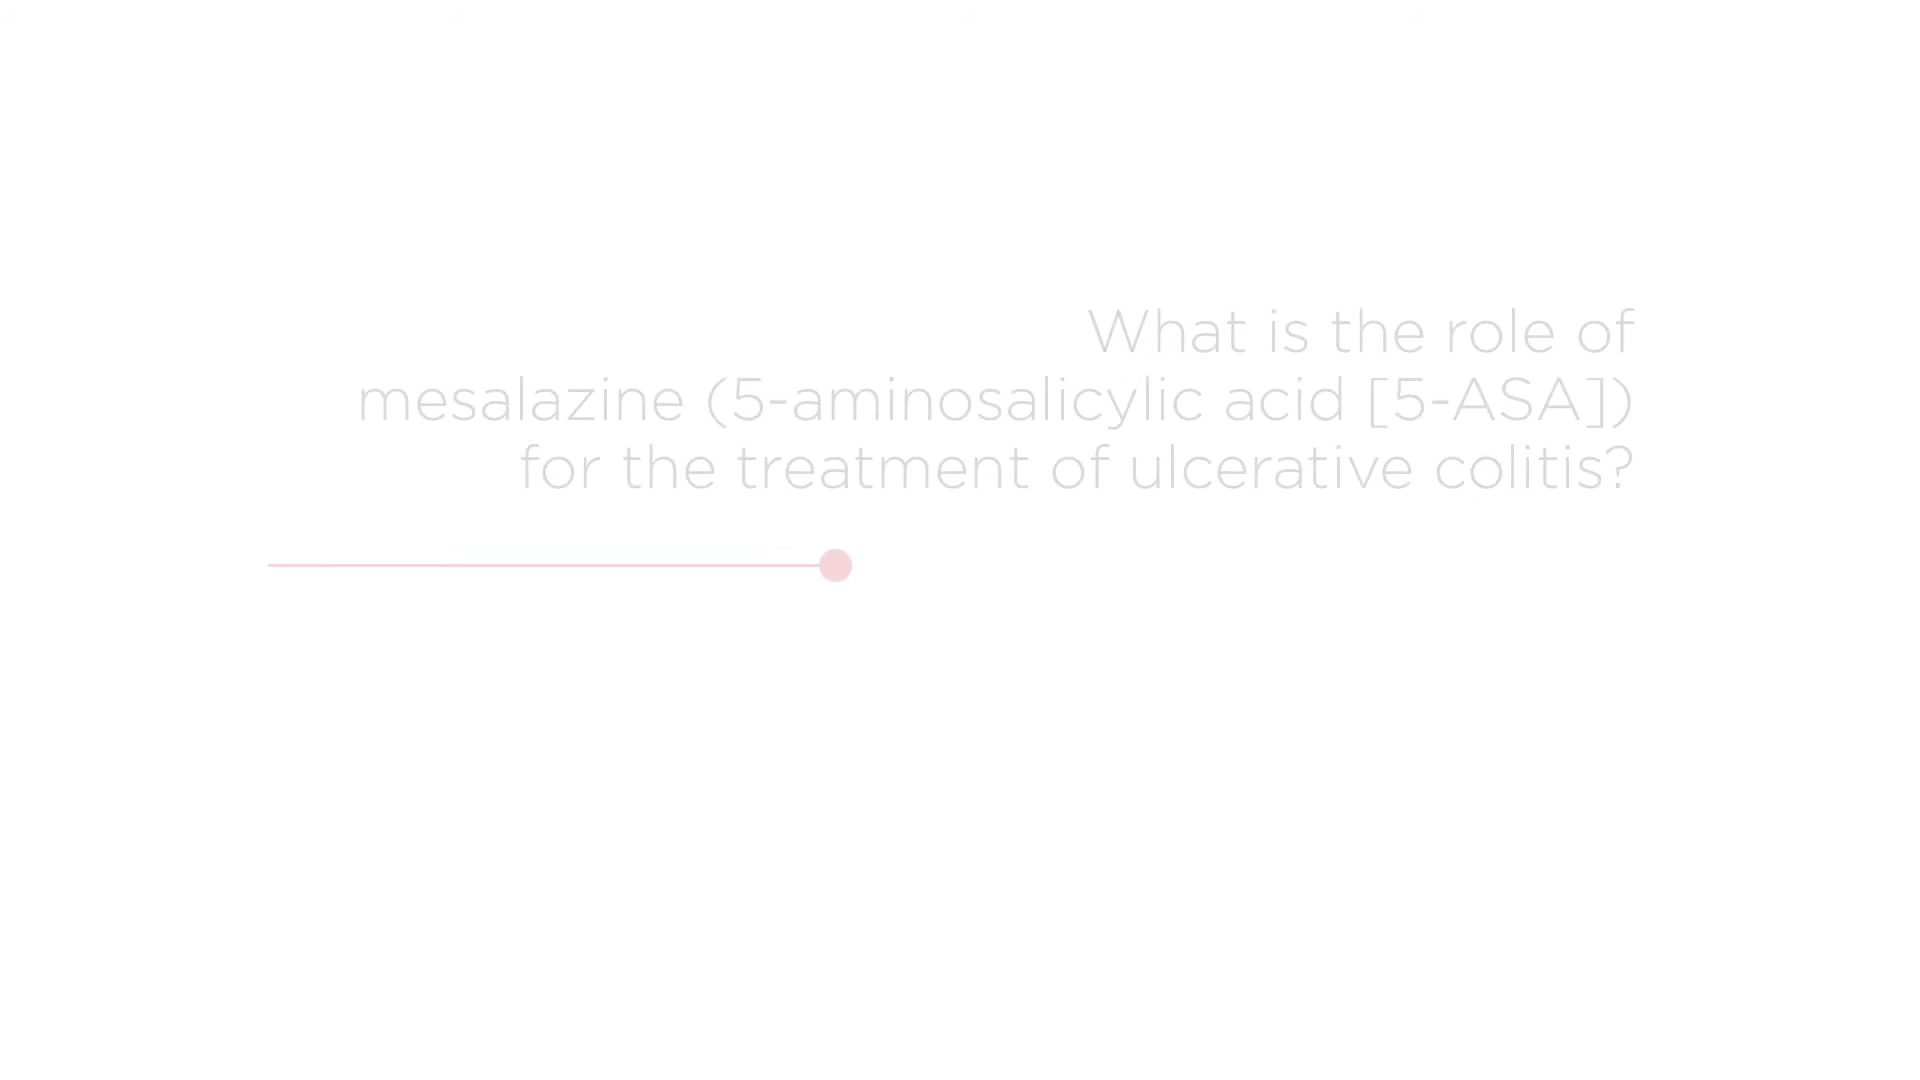 What is the role of
mesalazine (5-aminosalicylic acid [5-ASA])
for the treatment of ulcerative colitis?